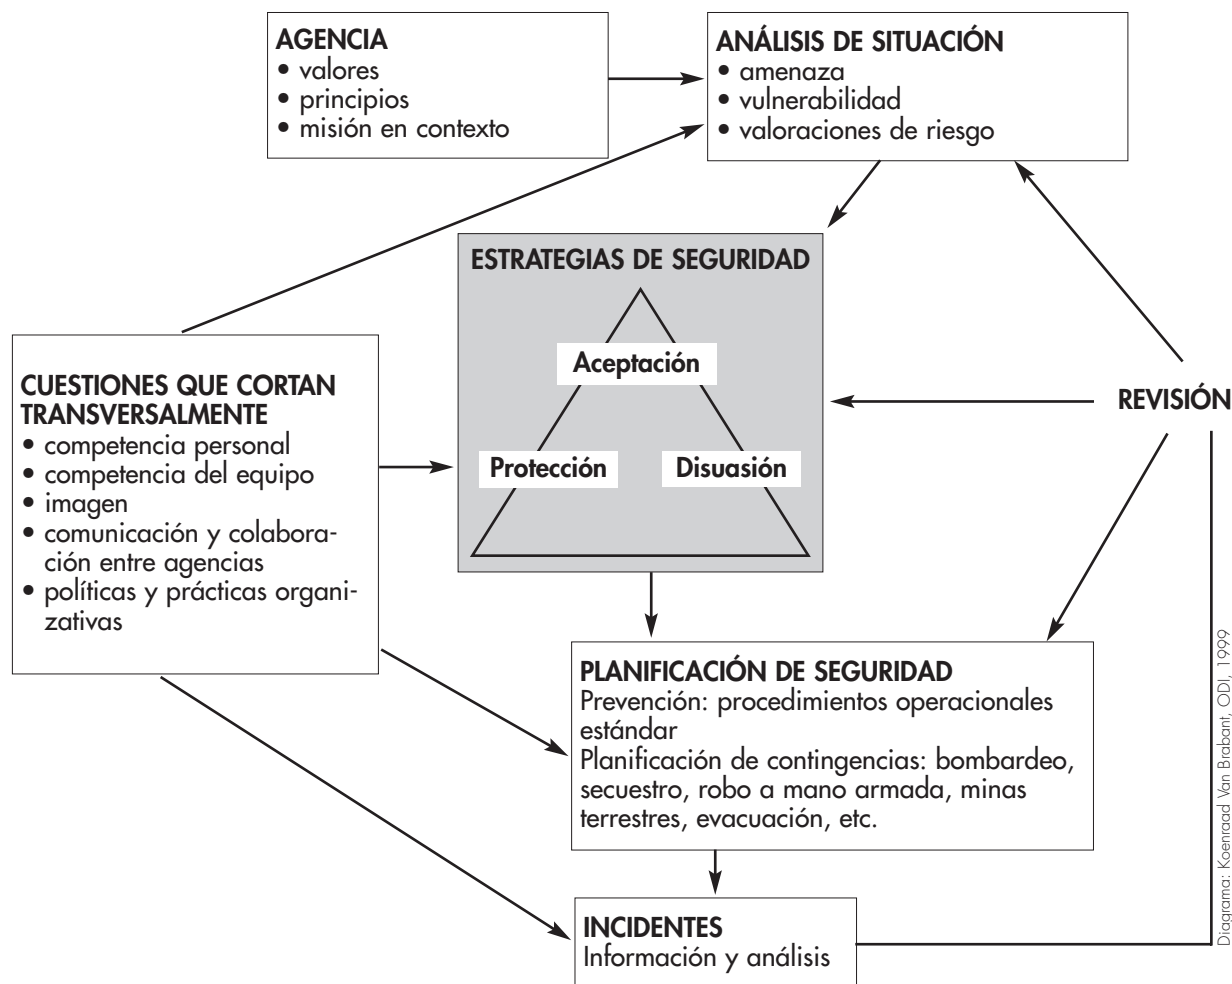 AGENCIA
• valores
• principios
• misión en contexto
ANÁLISIS DE SITUACIÓN
• amenaza
• vulnerabilidad
• valoraciones de riesgo
ESTRATEGIAS DE SEGURIDAD
Aceptación
Protección
Disuasión
CUESTIONES QUE CORTAN
TRANSVERSALMENTE
• competencia personal
• competencia del equipo
• imagen
• comunicación y colabora-
ción entre agencias
• políticas y prácticas organi-
zativas
REVISIÓN
PLANIFICACIÓN DE SEGURIDAD
Prevención: procedimientos operacionales
estándar
Planificación de contingencias: bombardeo,
secuestro, robo a mano armada, minas
terrestres, evacuación, etc.
INCIDENTES
Información y análisis
Diagrama: Koenraad Van Brabant, ODI, 1999